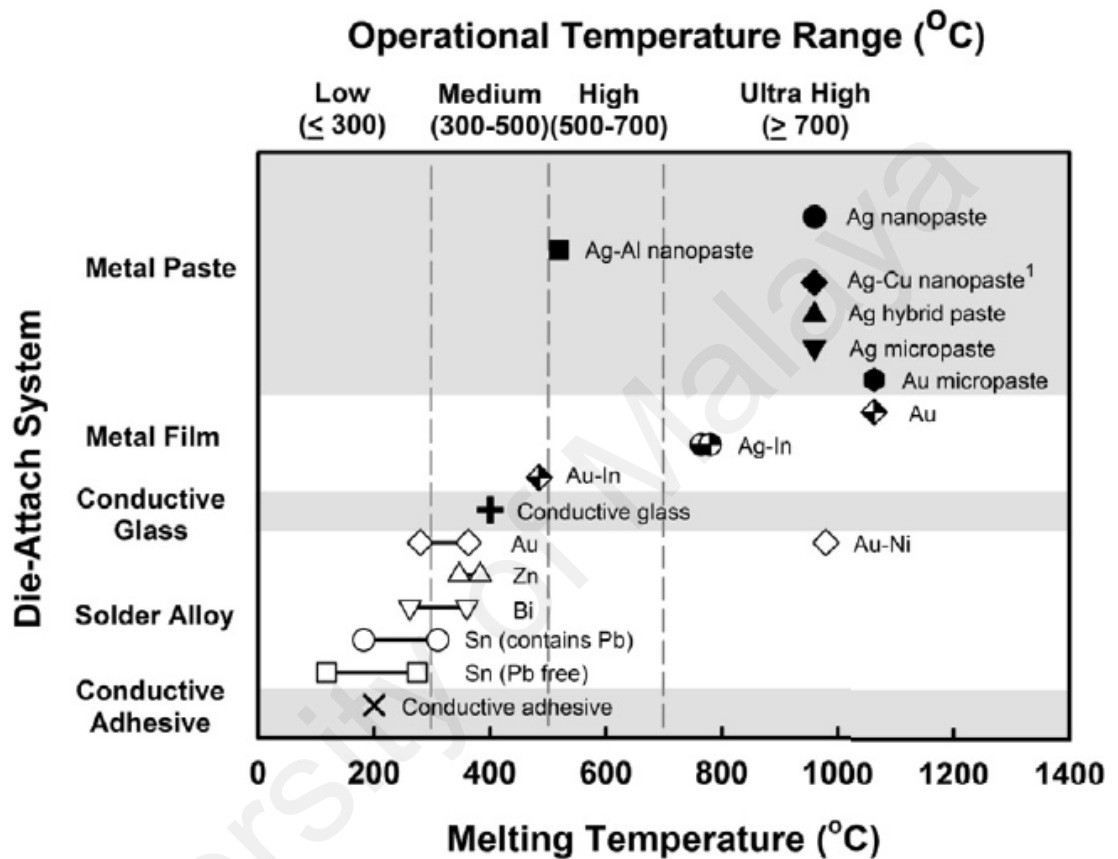 Operational Temperature Range (°C)
Low Medium High Ultra High
(≤ 300) (300-500) (500-700) (≥ 700)
Die-Attach System
Metal Paste
Metal Film
Conductive
Glass
Solder Alloy
Conductive
Adhesive
Ag nanopaste
Ag-Al nanopaste
Ag-Cu nanopaste¹
Ag hybrid paste
Ag micropaste
Au micropaste
Au
Ag-In
Au-In
Conductive glass
Au
Au-Ni
Zn
Bi
Sn (contains Pb)
Sn (Pb free)
Conductive adhesive
0 200 400 600 800 1000 1200 1400
Melting Temperature (°C)
University of Malaya